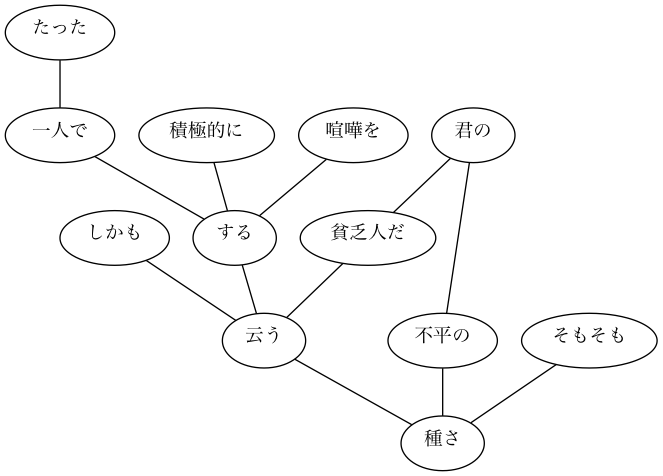 たった
一人で
積極的に
喧嘩を
君の
しかも
する
貧乏人だ
云う
不平の
そもそも
種さ